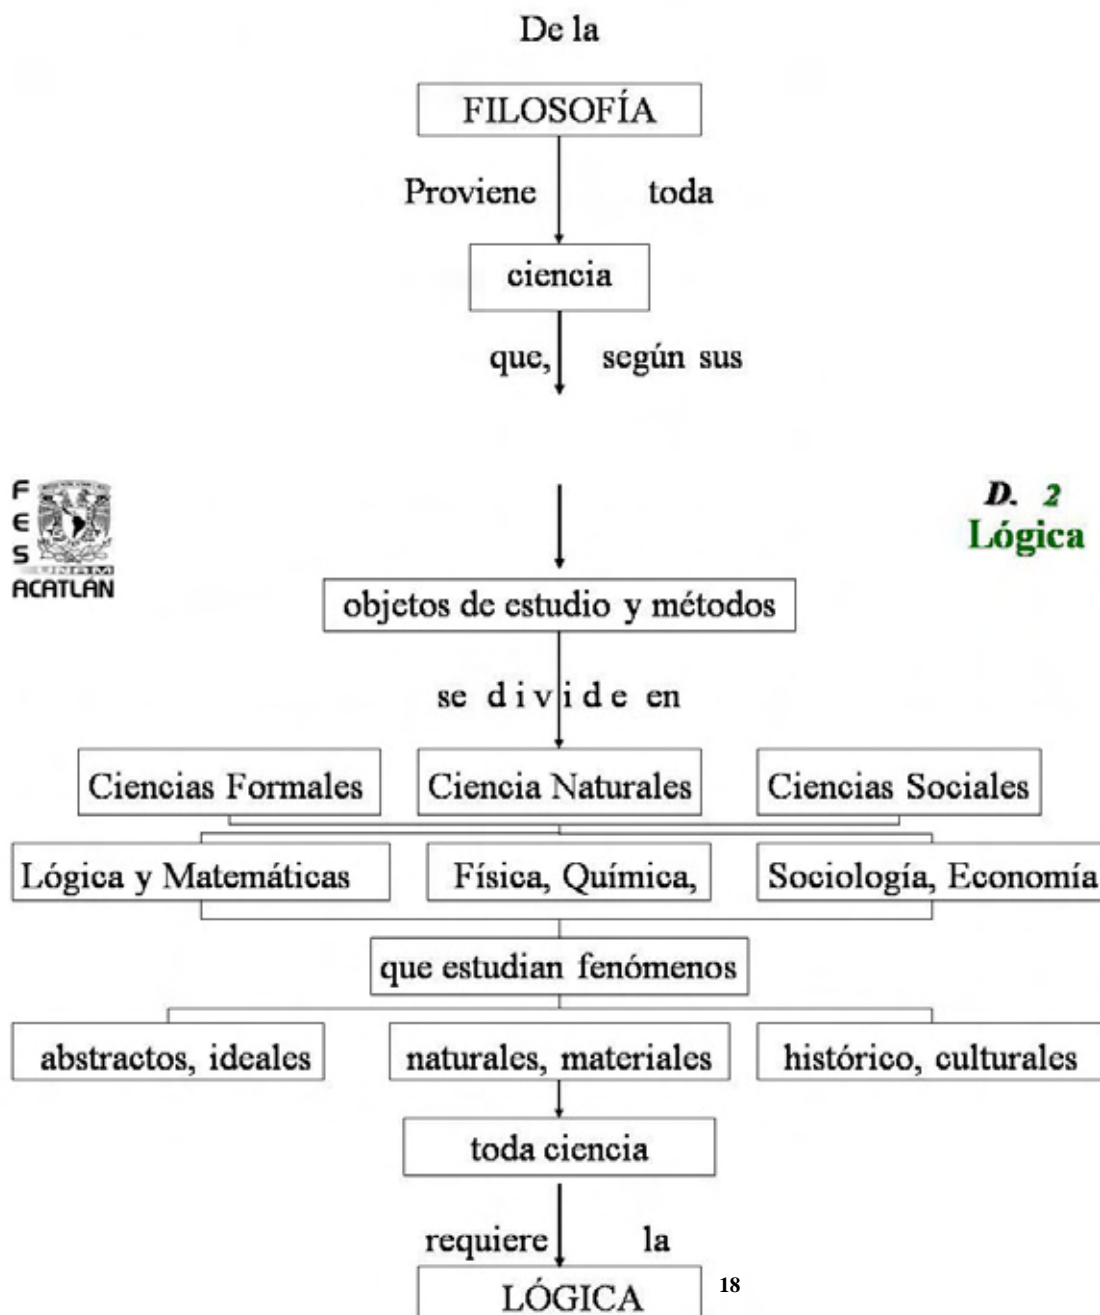 De la
FILOSOFÍA
Proviene toda
ciencia
que, según sus
F
E
S
UNAM
ACATLÁN
D. 2
Lógica
objetos de estudio y métodos
se d i v i d e en
Ciencias Formales
Ciencia Naturales
Ciencias Sociales
Lógica y Matemáticas
Física, Química,
Sociología, Economía
que estudian fenómenos
abstractos, ideales
naturales, materiales
histórico, culturales
toda ciencia
requiere la
LÓGICA
18